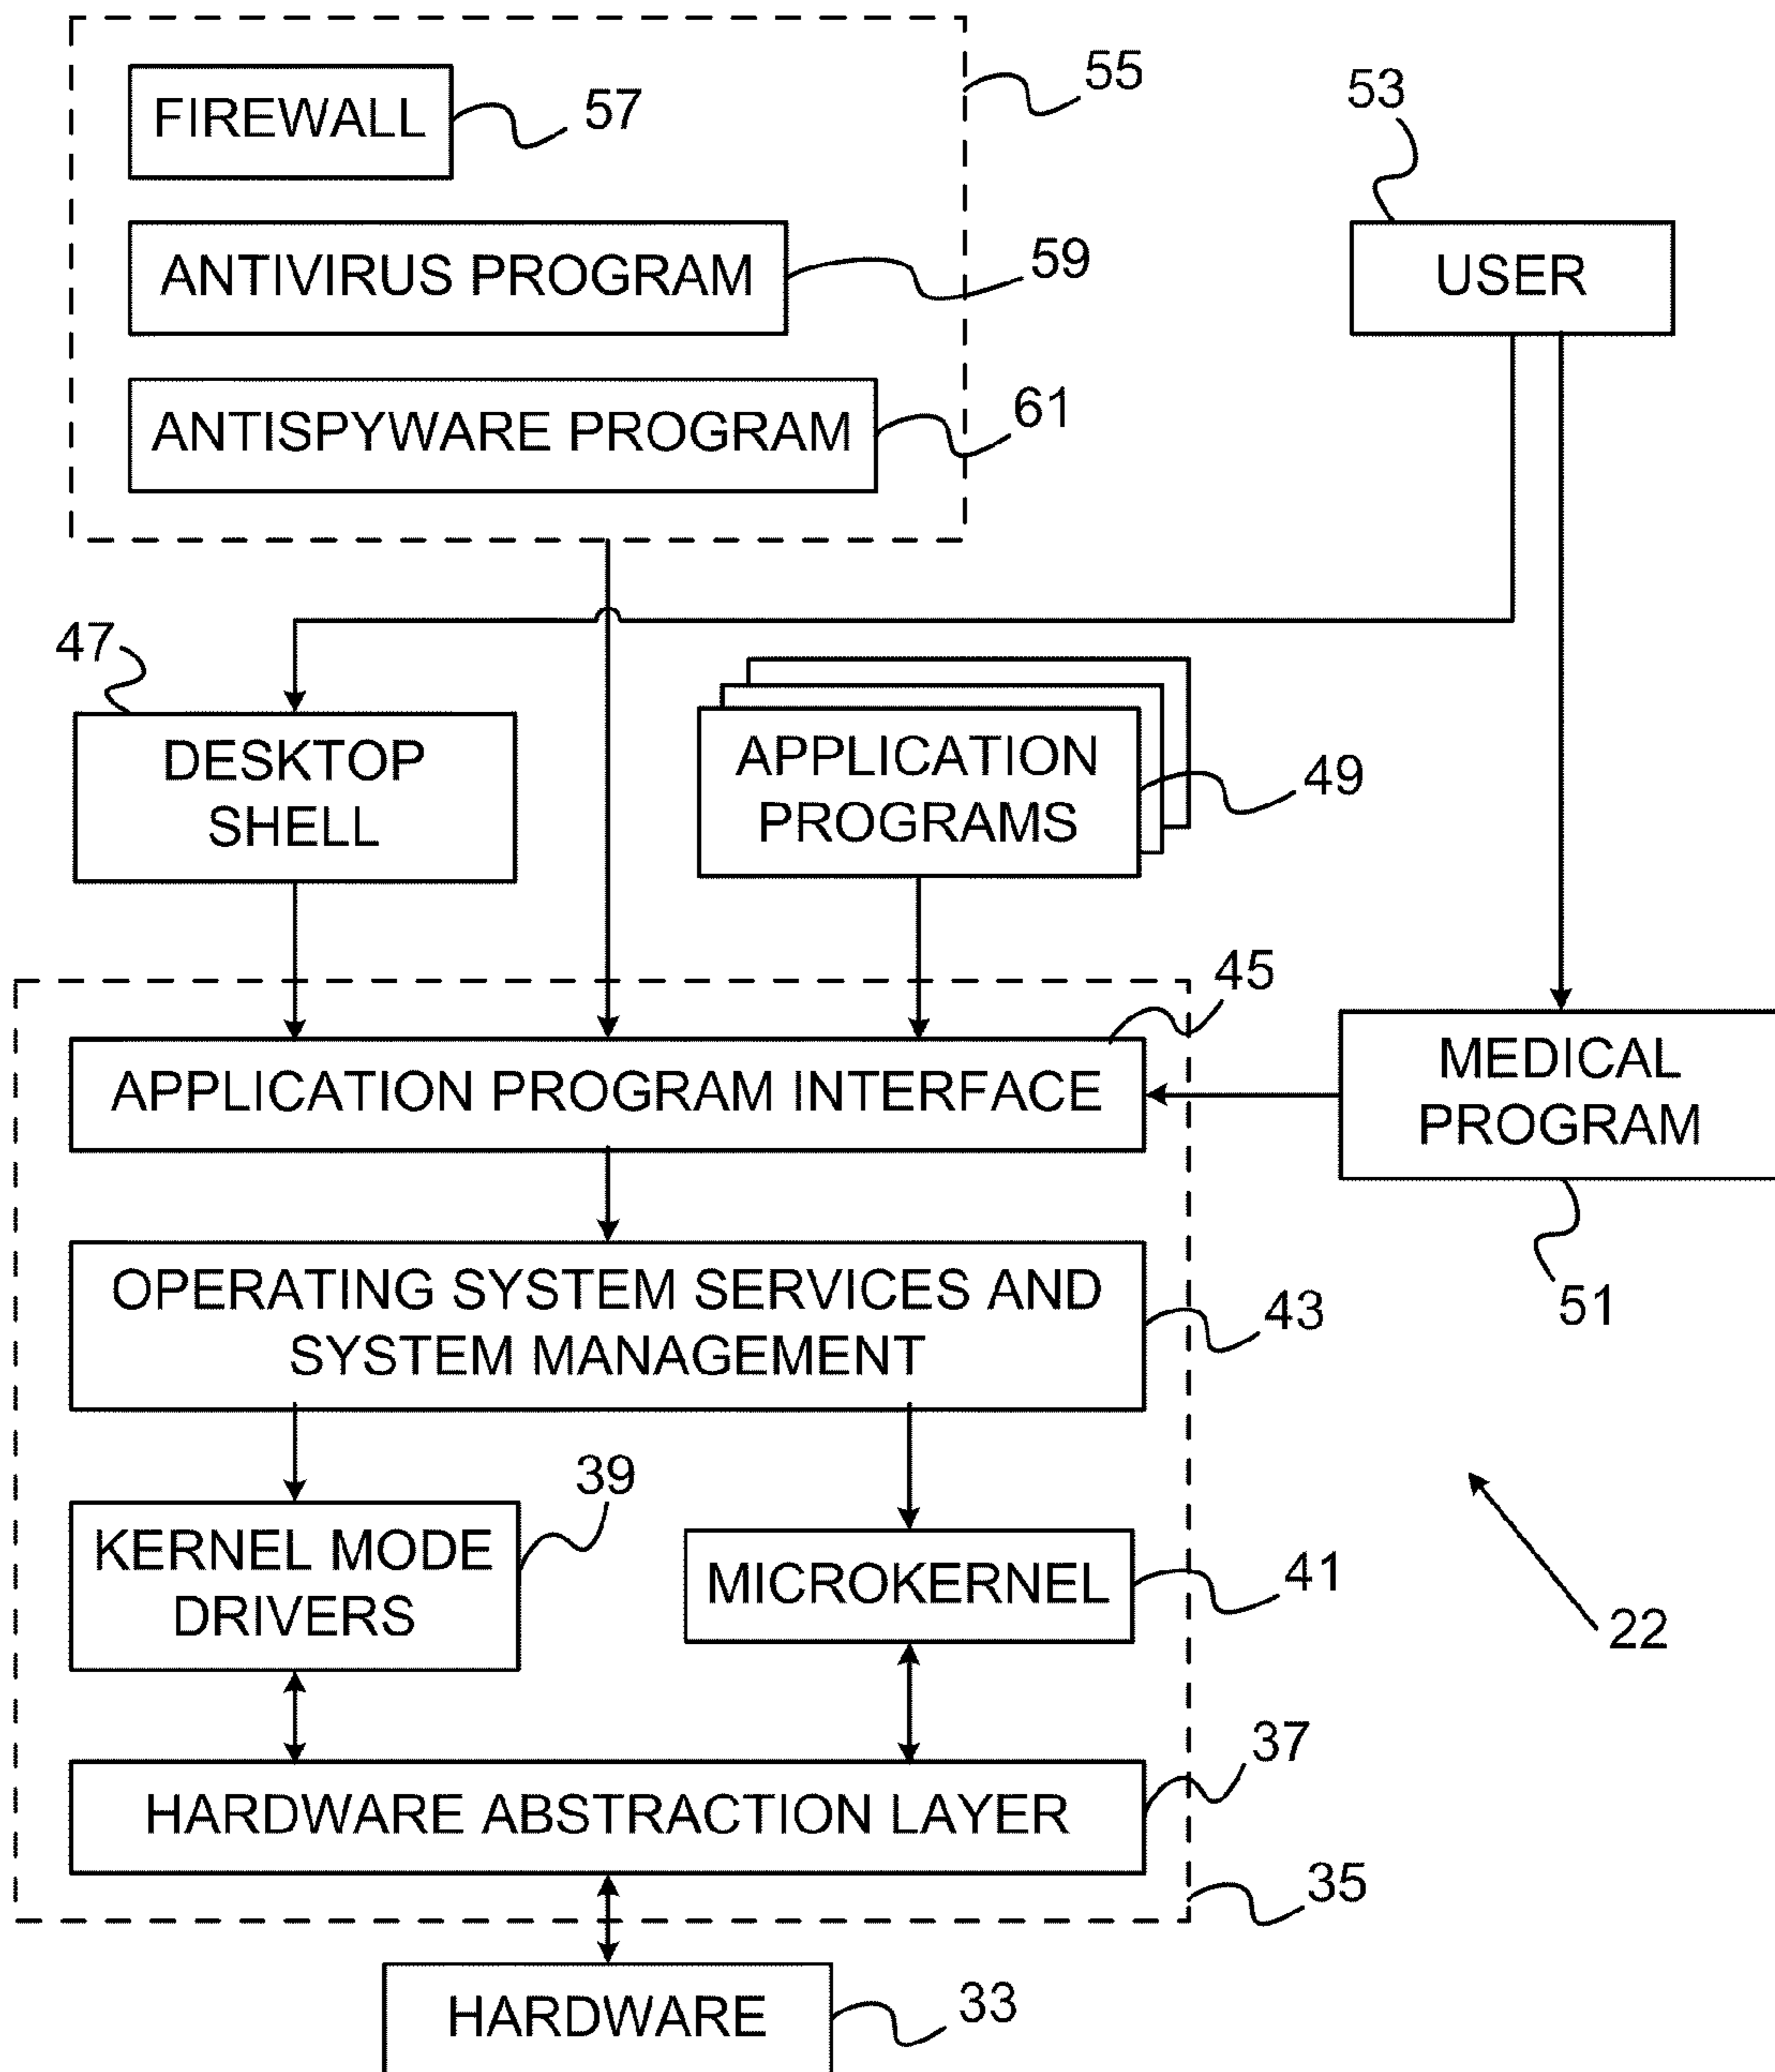 FIREWALL
57
55
53
ANTIVIRUS PROGRAM
59
USER
ANTISPYWARE PROGRAM
61
47
DESKTOP
SHELL
APPLICATION
PROGRAMS
49
45
APPLICATION PROGRAM INTERFACE
MEDICAL
PROGRAM
51
OPERATING SYSTEM SERVICES AND
SYSTEM MANAGEMENT
43
39
KERNEL MODE
DRIVERS
MICROKERNEL
41
22
37
HARDWARE ABSTRACTION LAYER
35
HARDWARE
33